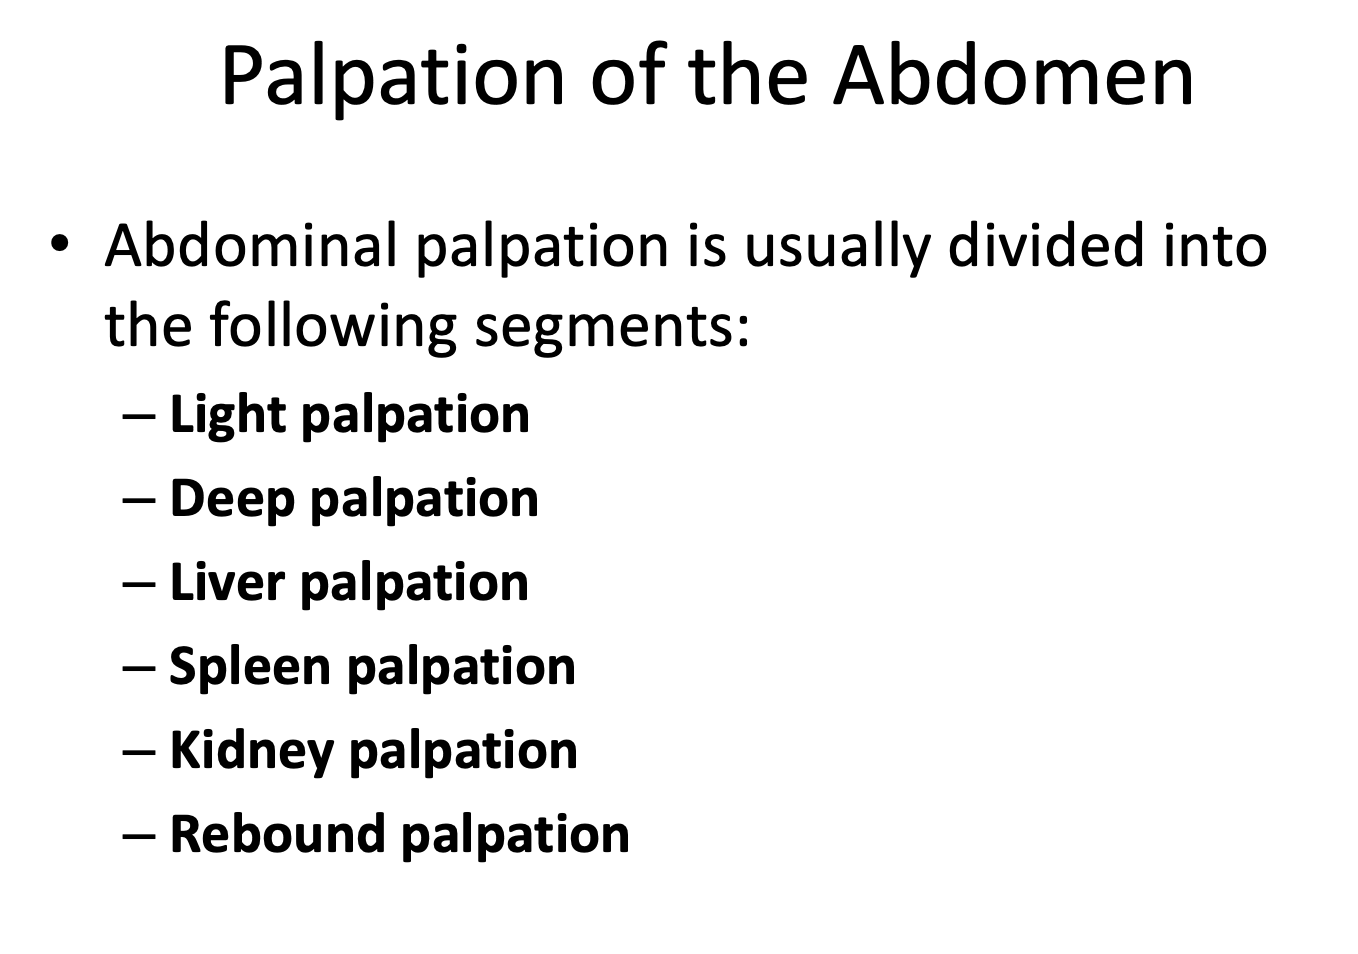 Palpation of the Abdomen
• Abdominal palpation is usually divided into
the following segments:
– Light palpation
– Deep palpation
– Liver palpation
– Spleen palpation
– Kidney palpation
– Rebound palpation